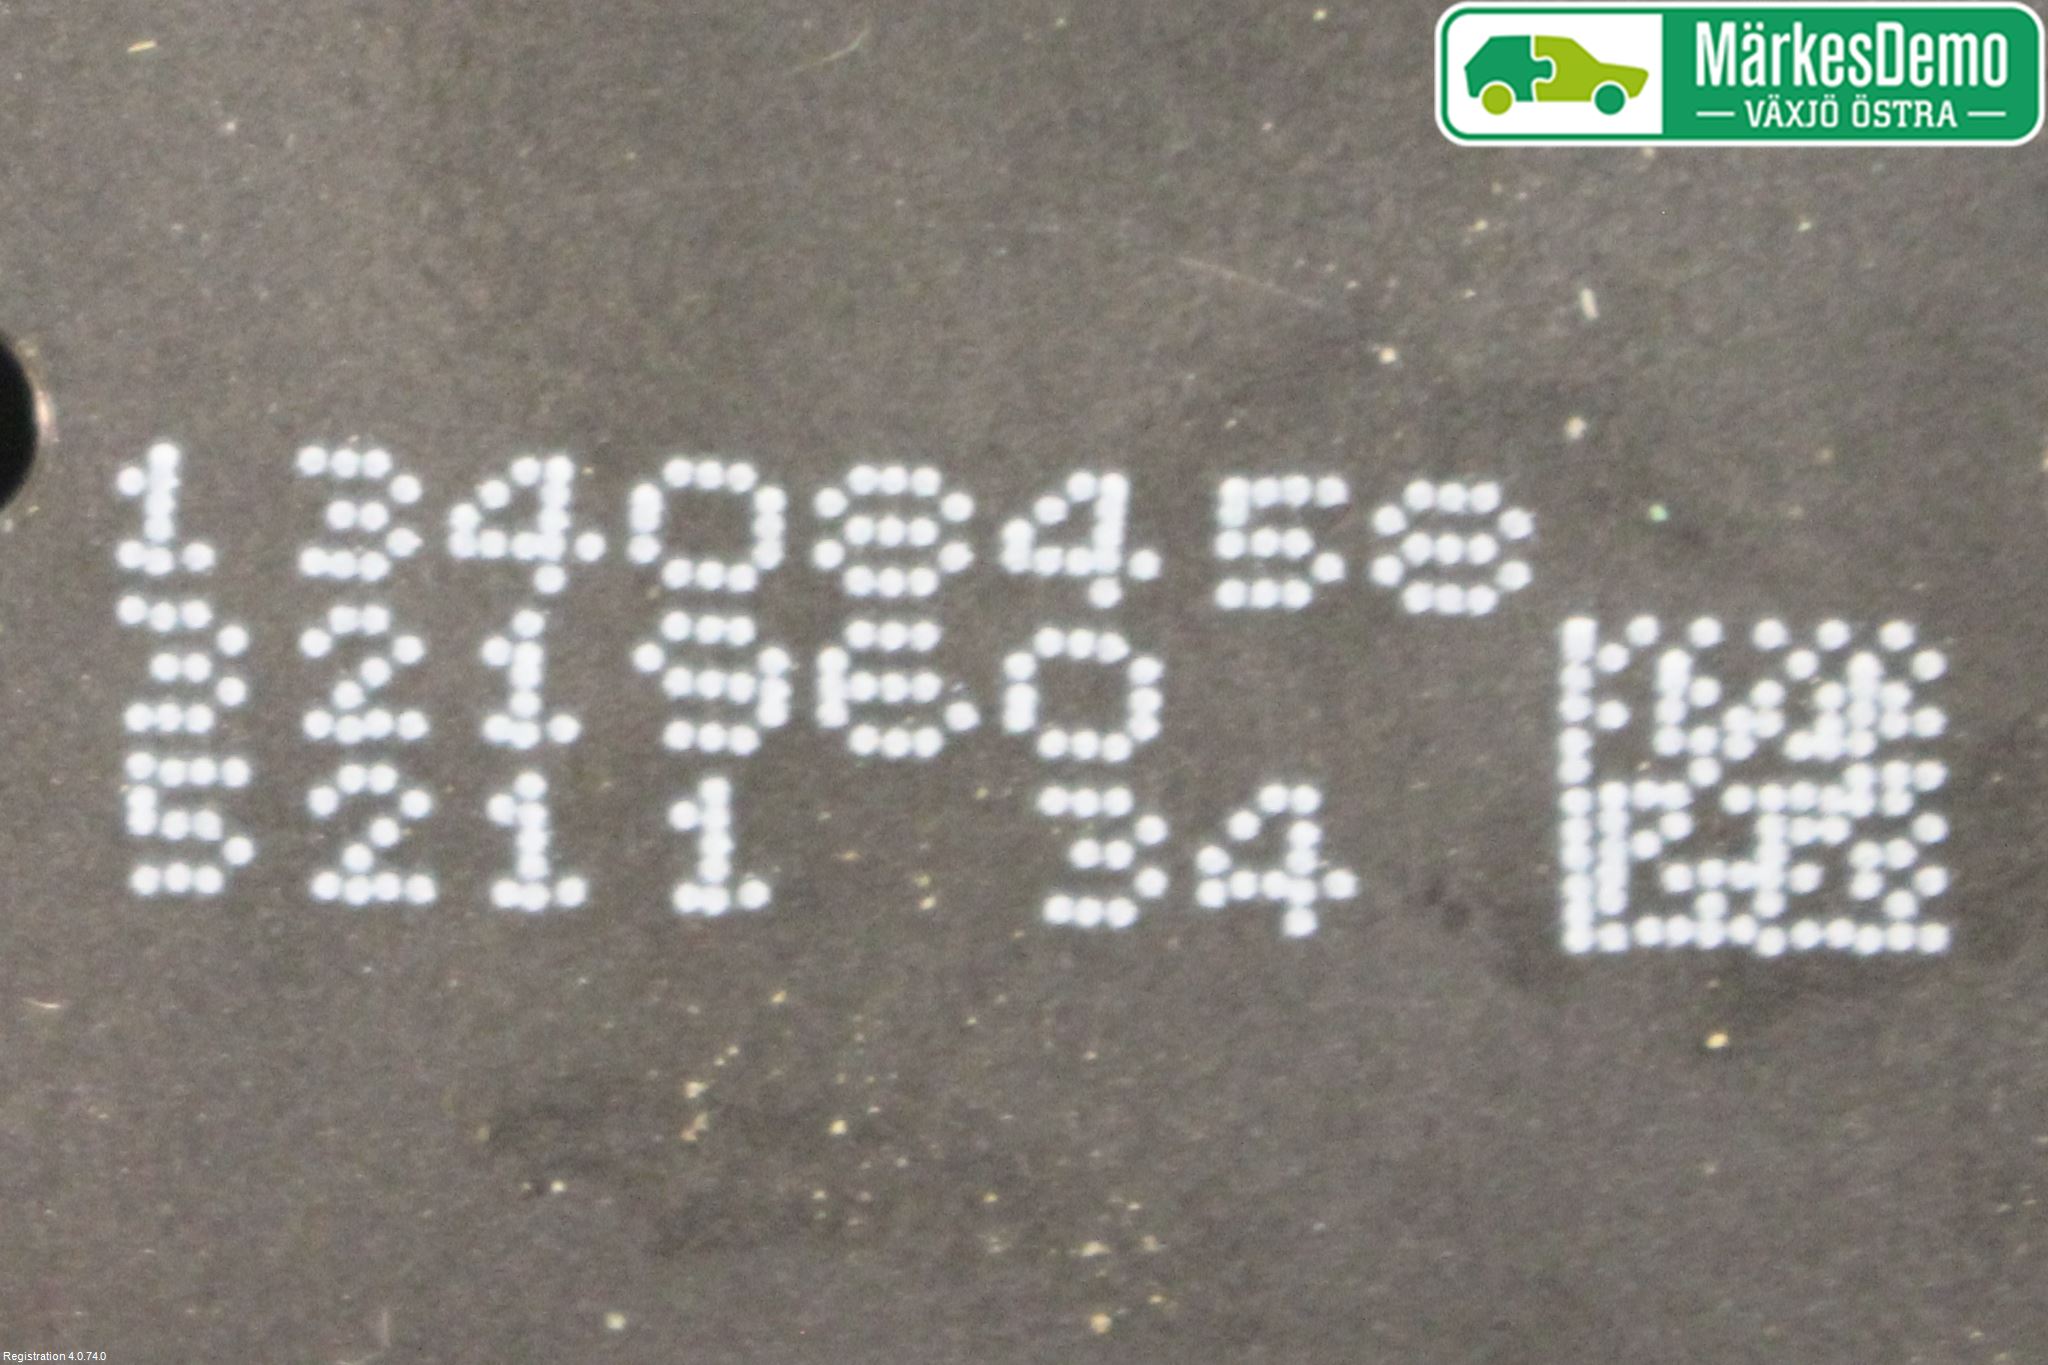 MärkesDemo
VÄXJÖ ÖSTRA
13408458
321960
5211 34
Registration 4.0.74.0